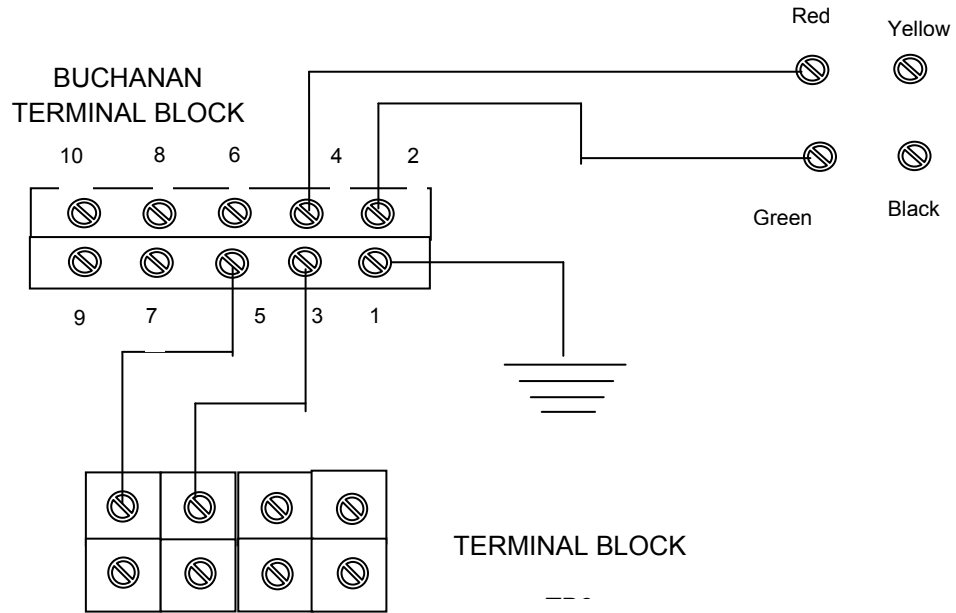 Red
Yellow
BUCHANAN
TERMINAL BLOCK
10 8 6 4 2
Green
Black
9 7 5 3 1
TERMINAL BLOCK